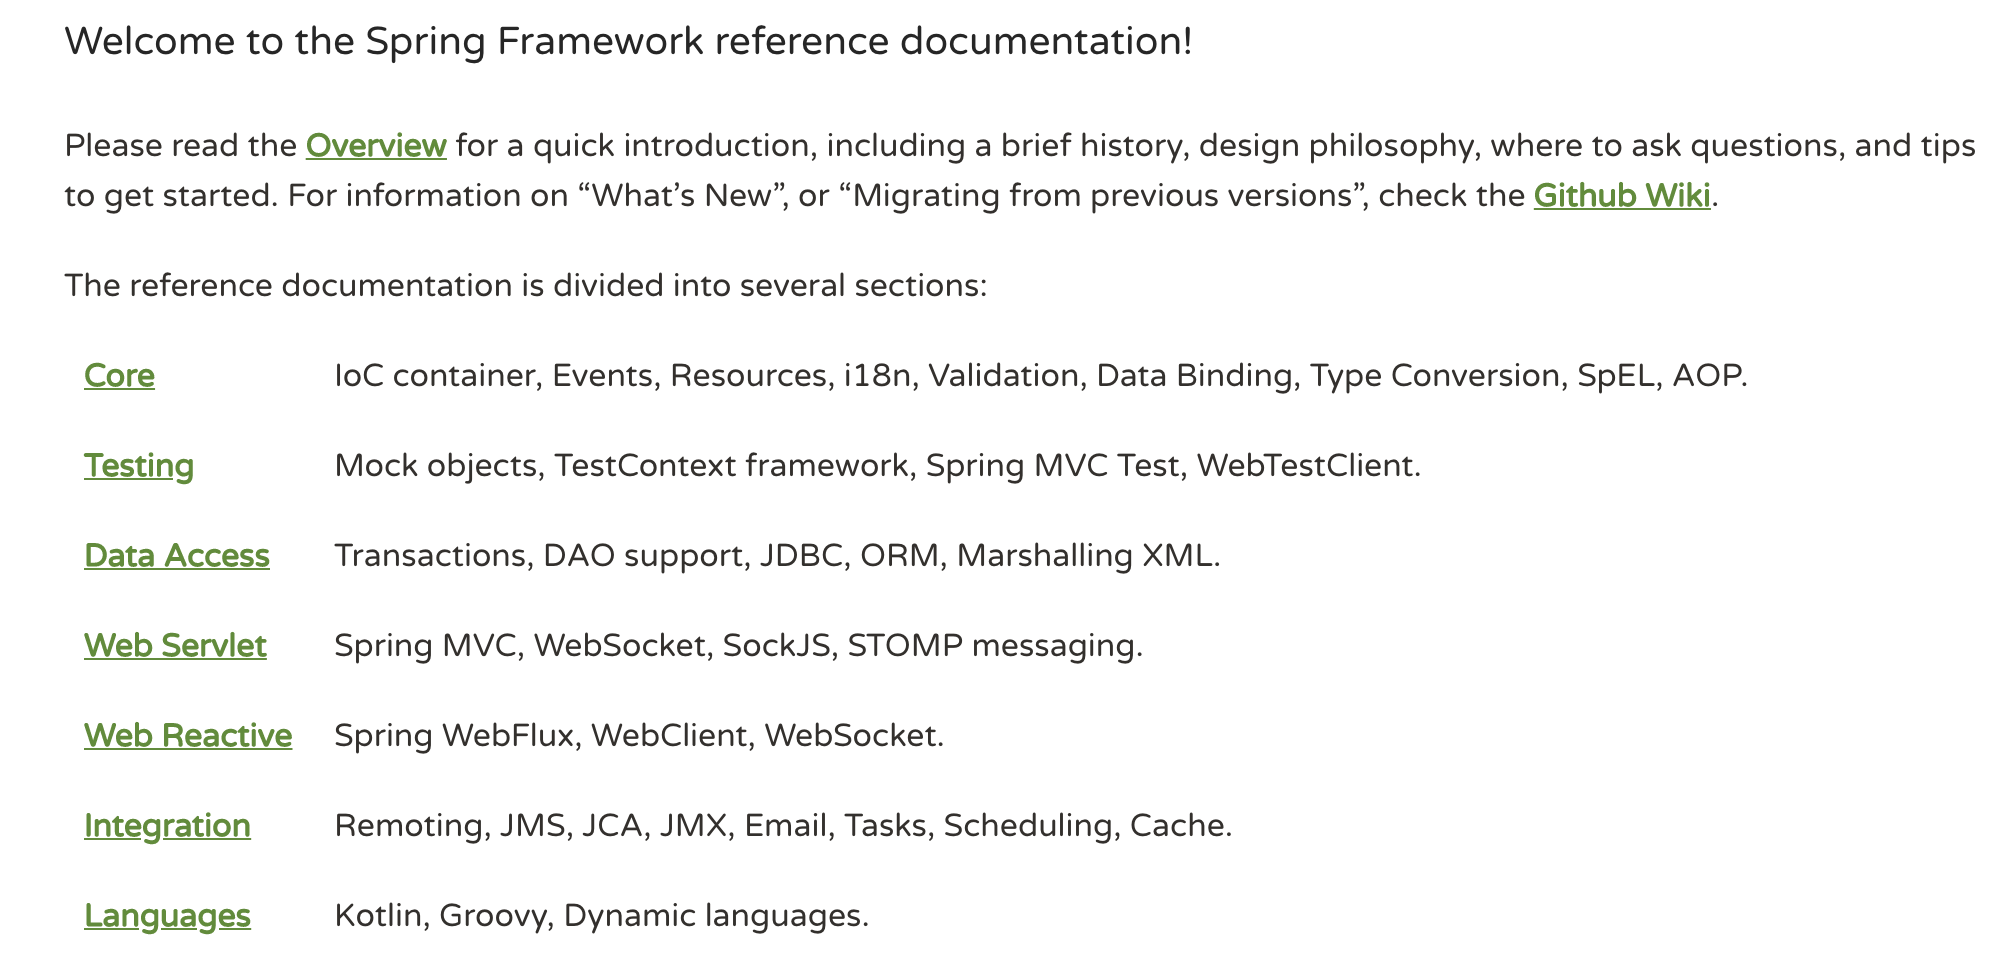 Welcome to the Spring Framework reference documentation!
Please read the Overview for a quick introduction, including a brief history, design philosophy, where to ask questions, and tips
to get started. For information on “What’s New”, or “Migrating from previous versions”, check the Github Wiki.
The reference documentation is divided into several sections:
Core IoC container, Events, Resources, i18n, Validation, Data Binding, Type Conversion, SpEL, AOP.
Testing Mock objects, TestContext framework, Spring MVC Test, WebTestClient.
Data Access Transactions, DAO support, JDBC, ORM, Marshalling XML.
Web Servlet Spring MVC, WebSocket, SockJS, STOMP messaging.
Web Reactive Spring WebFlux, WebClient, WebSocket.
Integration Remoting, JMS, JCA, JMX, Email, Tasks, Scheduling, Cache.
Languages Kotlin, Groovy, Dynamic languages.